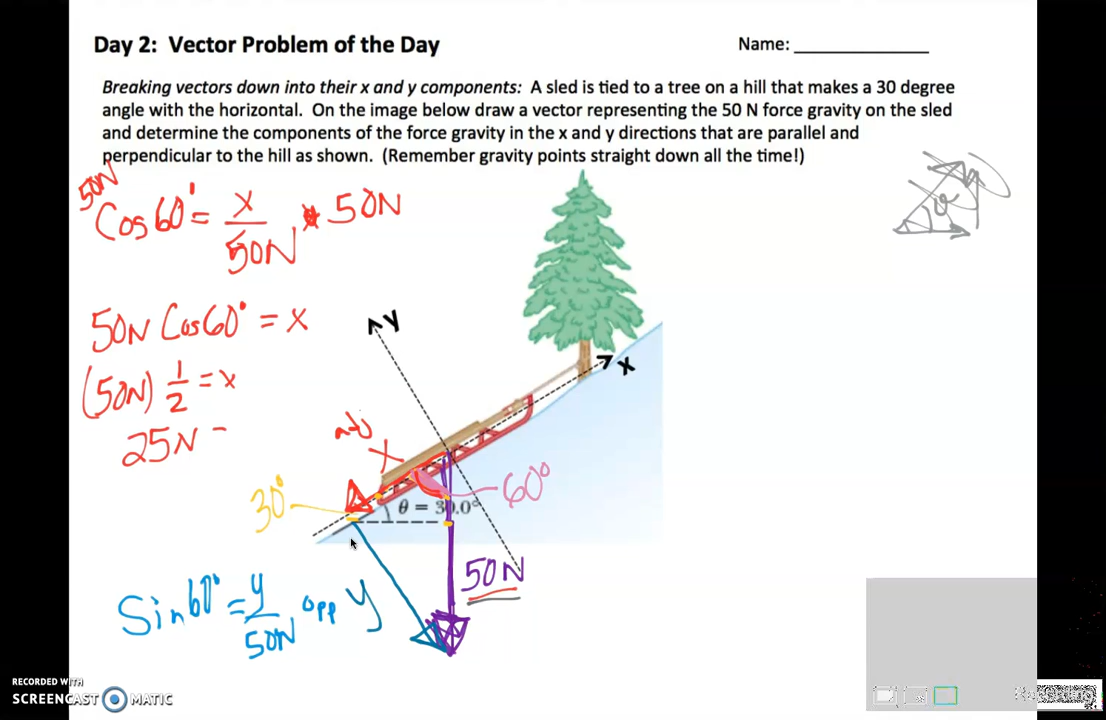 Day 2: Vector Problem of the Day
Name: ______________
Breaking vectors down into their x and y components: A sled is tied to a tree on a hill that makes a 30 degree
angle with the horizontal. On the image below draw a vector representing the 50 N force gravity on the sled
and determine the components of the force gravity in the x and y directions that are parallel and
perpendicular to the hill as shown. (Remember gravity points straight down all the time!)
50N
Cos 60° = x/50N * 50N
50N Cos 60° = x
(50N) 1/2 = x
25N =
y
x
adj
x
30°
θ = 30.0°
60°
50N
Sin 60° = y/50N
opp y
RECORDED WITH
SCREENCAST MATIC